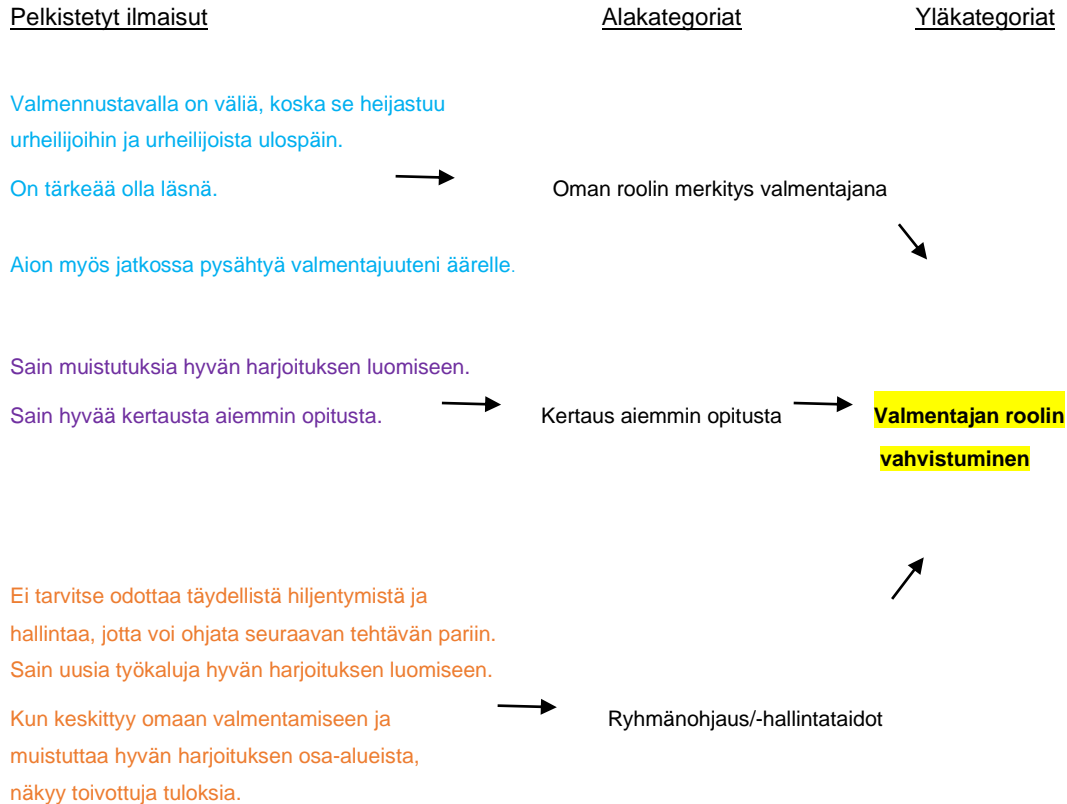 Pelkistetyt ilmaisut Alakategoriat Yläkategoriat
Valmennustavalla on väliä, koska se heijastuu
urheilijoihin ja urheilijoista ulospäin.
On tärkeää olla läsnä. Oman roolin merkitys valmentajana
Aion myös jatkossa pysähtyä valmentajuuteni äärelle.
Sain muistutuksia hyvän harjoituksen luomiseen.
Sain hyvää kertausta aiemmin opitusta. Kertaus aiemmin opitusta Valmentajan roolin
vahvistuminen
Ei tarvitse odottaa täydellistä hiljentymistä ja
hallintaa, jotta voi ohjata seuraavan tehtävän pariin.
Sain uusia työkaluja hyvän harjoituksen luomiseen.
Kun keskittyy omaan valmentamiseen ja Ryhmänohjaus/-hallintataidot
muistuttaa hyvän harjoituksen osa-alueista,
näkyy toivottuja tuloksia.